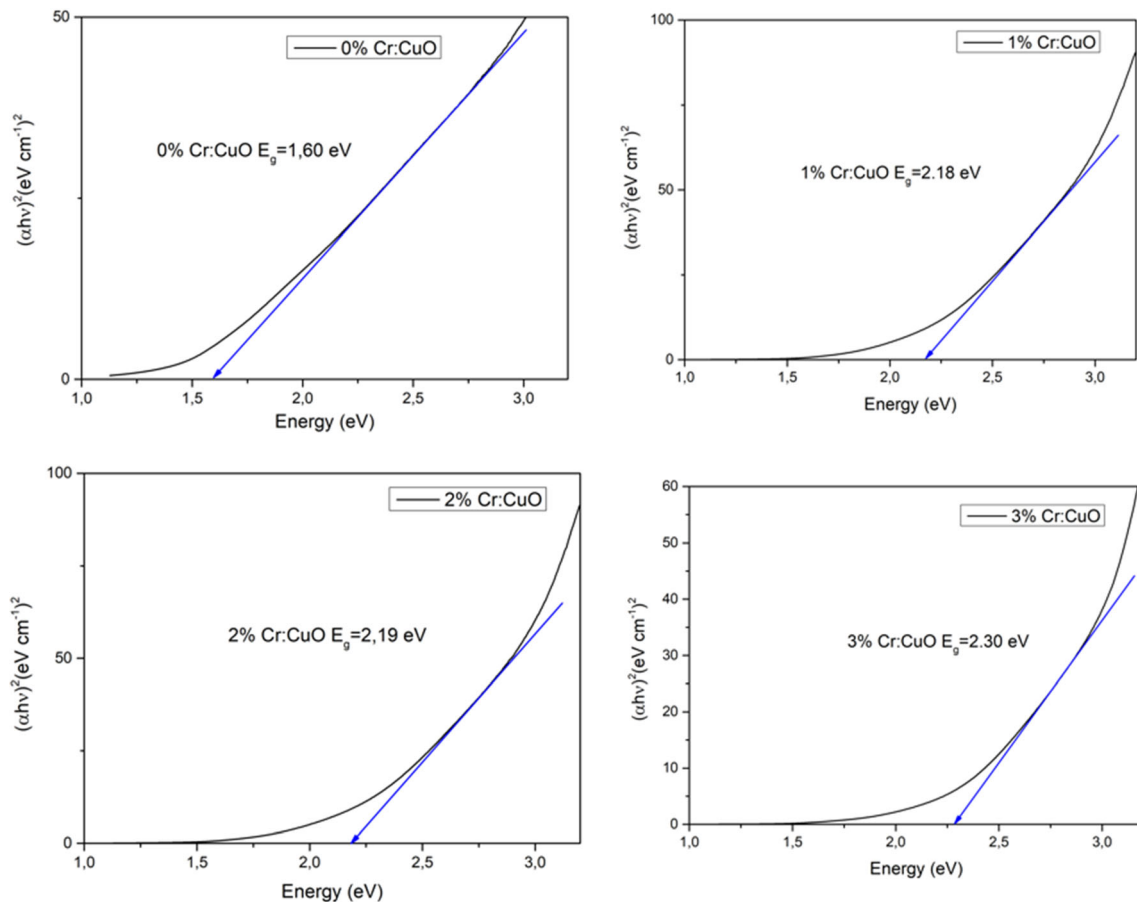 50
0% Cr:CuO
(αhν)²(eV cm⁻¹)²
0% Cr:CuO Eg=1,60 eV
0
1,0 1,5 2,0 2,5 3,0
Energy (eV)
100
1% Cr:CuO
(αhν)²(eV cm⁻¹)²
1% Cr:CuO Eg=2.18 eV
50
0
1,0 1,5 2,0 2,5 3,0
Energy (eV)
100
2% Cr:CuO
(αhν)²(eV cm⁻¹)²
2% Cr:CuO Eg=2,19 eV
50
0
1,0 1,5 2,0 2,5 3,0
Energy (eV)
60
3% Cr:CuO
50
(αhν)²(eV cm⁻¹)²
40
3% Cr:CuO Eg=2.30 eV
30
20
10
0
1,0 1,5 2,0 2,5 3,0
Energy (eV)